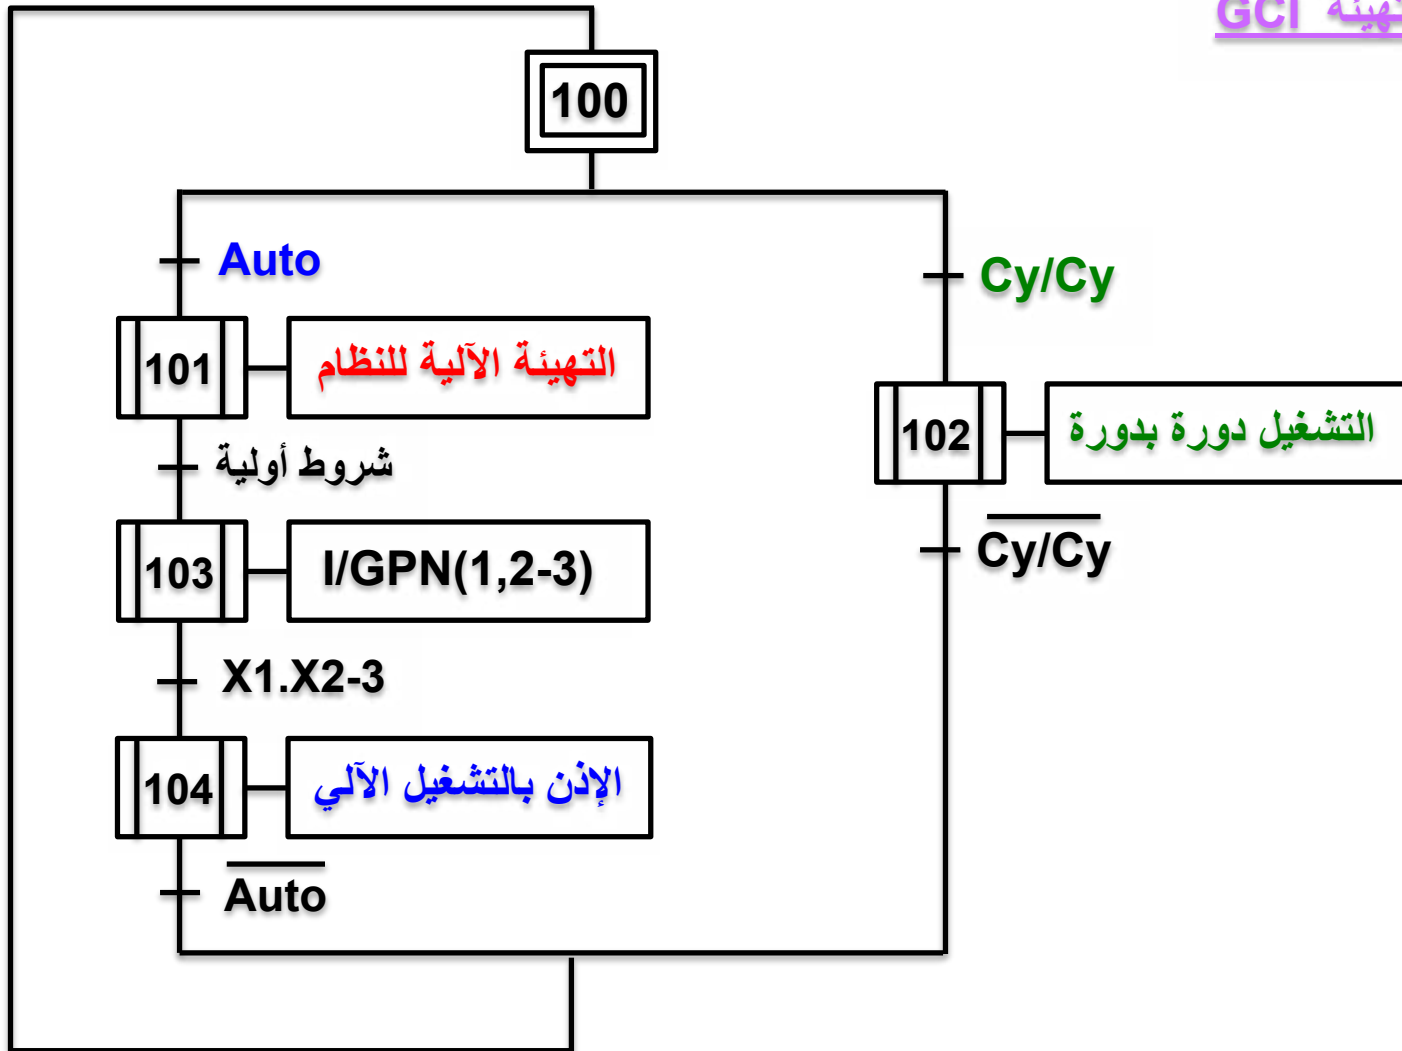 GCI
100
Auto
Cy/Cy
101
التهيئة الآلية للنظام
102
التشغيل دورة بدورة
شروط أولية
103
I/GPN(1,2-3)
Cy/Cy
X1.X2-3
104
الإذن بالتشغيل الآلي
Auto